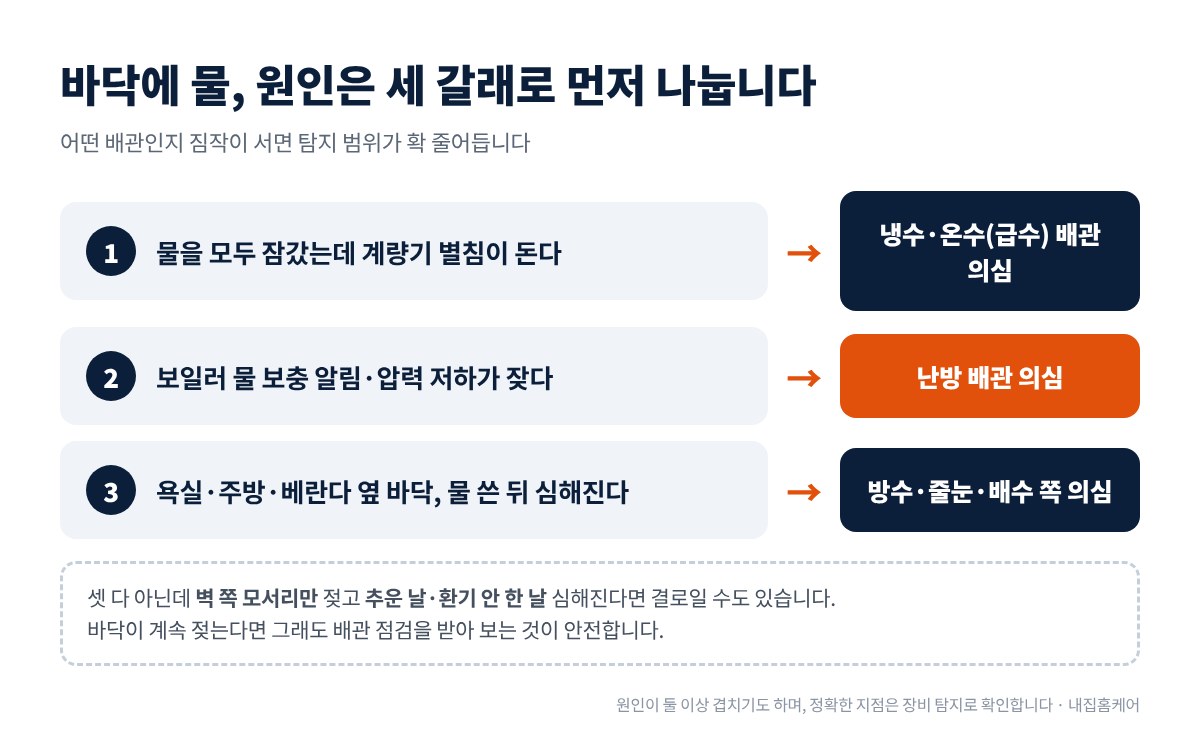 바닥에 물, 원인은 세 갈래로 먼저 나눕니다
어떤 배관인지 짐작이 서면 탐지 범위가 확 줄어듭니다
1 물을 모두 잠갔는데 계량기 별침이 돈다 → 냉수·온수(급수) 배관
의심
2 보일러 물 보충 알림·압력 저하가 잦다 → 난방 배관 의심
3 욕실·주방·베란다 옆 바닥, 물 쓴 뒤 심해진다 → 방수·줄눈·배수 쪽 의심
셋 다 아닌데 벽 쪽 모서리만 젖고 추운 날·환기 안 한 날 심해진다면 결로일 수도 있습니다.
바닥이 계속 젖는다면 그래도 배관 점검을 받아 보는 것이 안전합니다.
원인이 둘 이상 겹치기도 하며, 정확한 지점은 장비 탐지로 확인합니다 · 내집홈케어